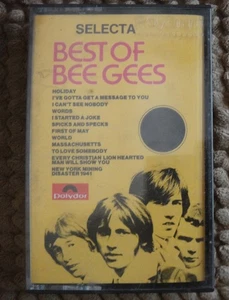 SELECTA
BEST OF
BEE GEES
HOLIDAY
I'VE GOTTA GET A MESSAGE TO YOU
I CAN'T SEE NOBODY
WORDS
I STARTED A JOKE
SPICKS AND SPECKS
FIRST OF MAY
WORLD
MASSACHUSETTS
TO LOVE SOMEBODY
EVERY CHRISTIAN LION HEARTED
MAN WILL SHOW YOU
NEW YORK MINING
DISASTER 1941
Polydor